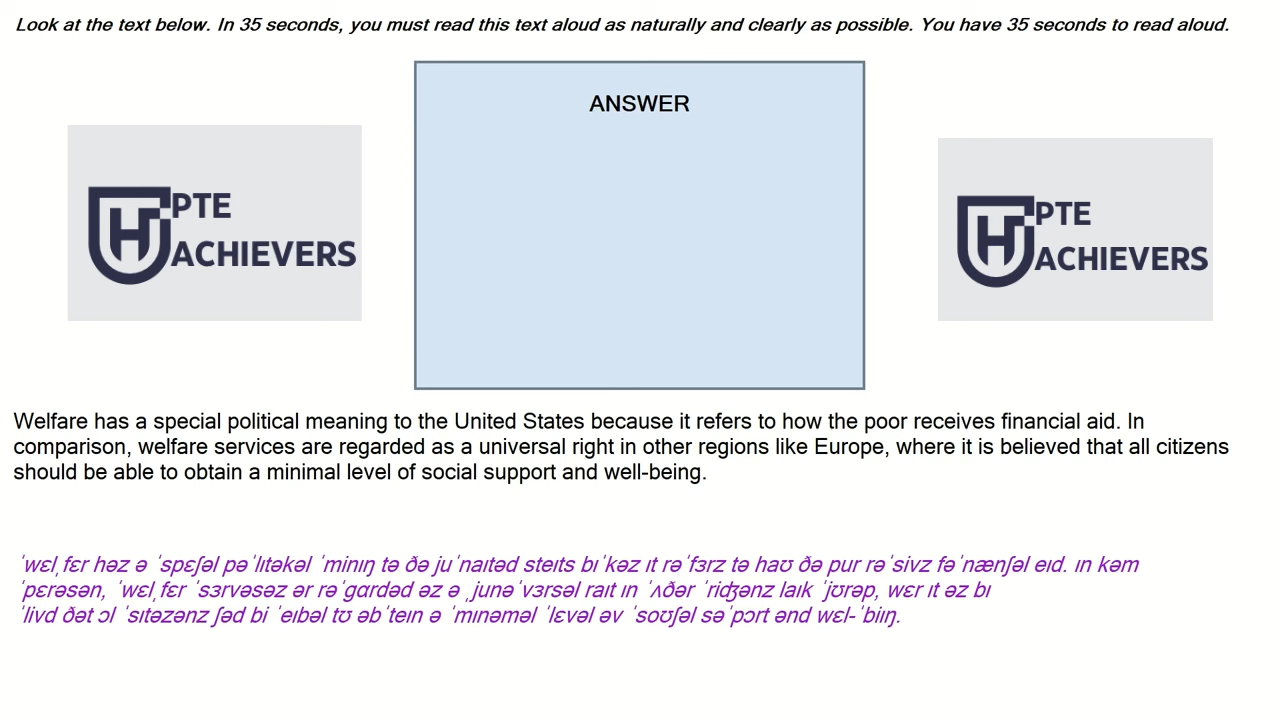 Look at the text below. In 35 seconds, you must read this text aloud as naturally and clearly as possible. You have 35 seconds to read aloud.
ANSWER
PTE
ACHIEVERS
PTE
ACHIEVERS
Welfare has a special political meaning to the United States because it refers to how the poor receives financial aid. In
comparison, welfare services are regarded as a universal right in other regions like Europe, where it is believed that all citizens
should be able to obtain a minimal level of social support and well-being.
ˈwɛlˌfɛr həz ə ˈspɛʃəl pəˈlɪtəkəl ˈminɪŋ tə ðə juˈnaɪtəd steɪts bɪˈkəz ɪt rəˈfɜrz tə haʊ ðə pur rəˈsivz fəˈnænʃəl eɪd. ɪn kəm
ˈpɛrəsən, ˈwɛlˌfɛr ˈsɜrvəsəz ər rəˈgɑrdəd əz ə ˌjunəˈvɜrsəl raɪt ɪn ˈʌðər ˈriʤənz laɪk ˈjʊrəp, wɛr ɪt əz bɪ
ˈlivd ðət ɔl ˈsɪtəzənz ʃəd bi ˈeɪbəl tʊ əbˈteɪn ə ˈmɪnəməl ˈlɛvəl əv ˈsoʊʃəl səˈpɔrt ənd wɛl-ˈbiɪŋ.